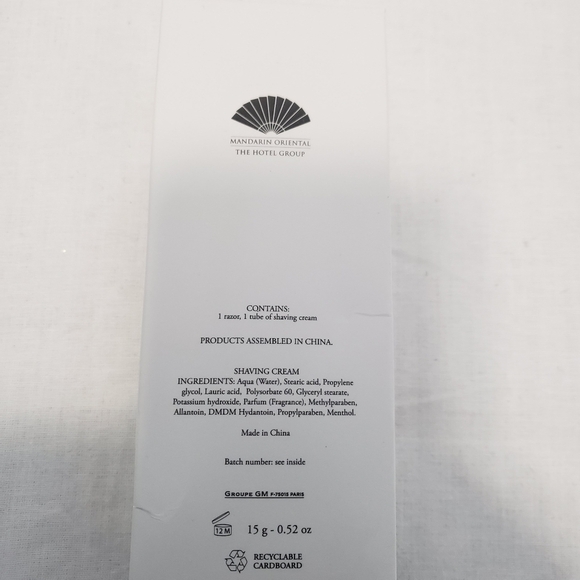 MANDARIN ORIENTAL
THE HOTEL GROUP
CONTAINS:
1 razor, 1 tube of shaving cream
PRODUCTS ASSEMBLED IN CHINA.
SHAVING CREAM
INGREDIENTS: Aqua (Water), Stearic acid, Propylene
glycol, Lauric acid, Polysorbate 60, Glyceryl stearate,
Potassium hydroxide, Parfum (Fragrance), Methylparaben,
Allantoin, DMDM Hydantoin, Propylparaben, Menthol.
Made in China
Batch number: see inside
GROUPE GM F-75015 PARIS
12 M 15 g - 0.52 oz
RECYCLABLE
CARDBOARD